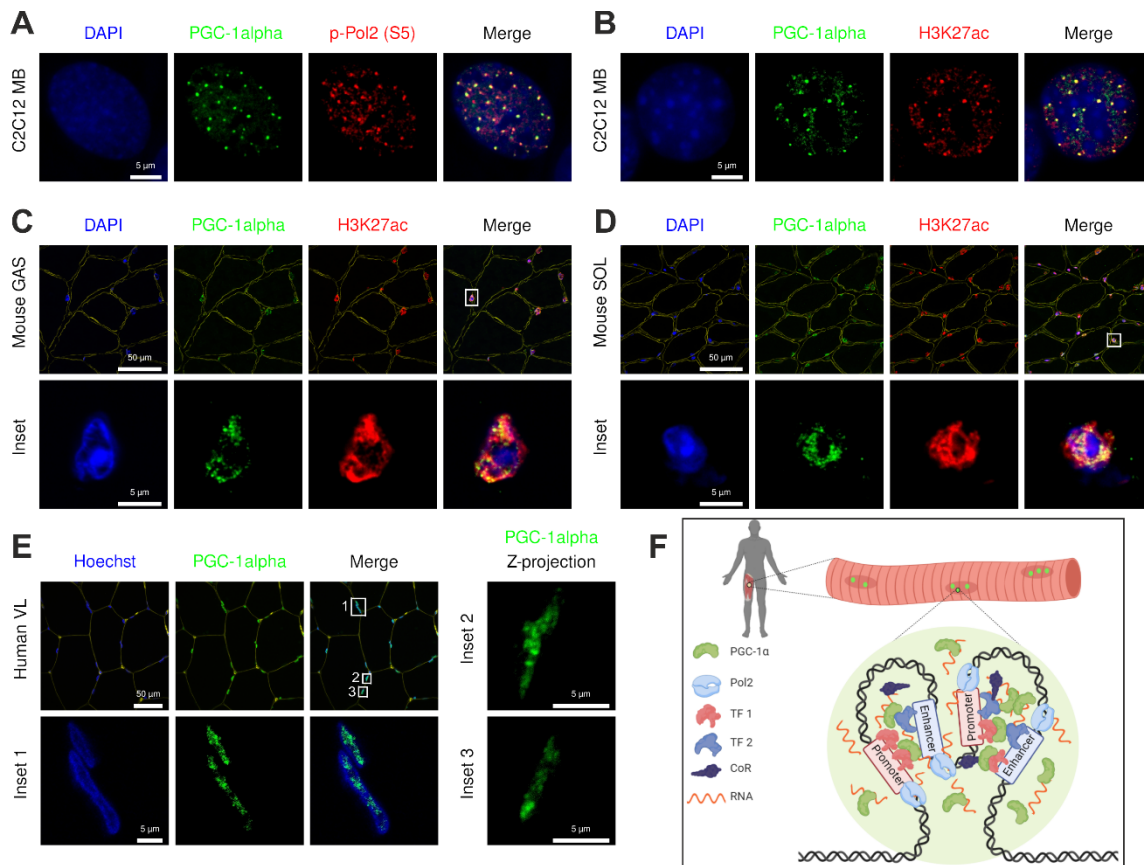 A
DAPI PGC-1alpha p-Pol2 (S5) Merge
C2C12 MB
5 µm
B
DAPI PGC-1alpha H3K27ac Merge
C2C12 MB
5 µm
C
DAPI PGC-1alpha H3K27ac Merge
Mouse GAS
50 µm
Inset
5 µm
D
DAPI PGC-1alpha H3K27ac Merge
Mouse SOL
50 µm
Inset
5 µm
E
Hoechst PGC-1alpha Merge
Human VL
50 µm
1
2
3
Inset 1
5 µm
PGC-1alpha
Z-projection
Inset 2
5 µm
Inset 3
5 µm
F
PGC-1α
Pol2
TF 1
TF 2
CoR
RNA
Promoter
Enhancer
Promoter
Enhancer